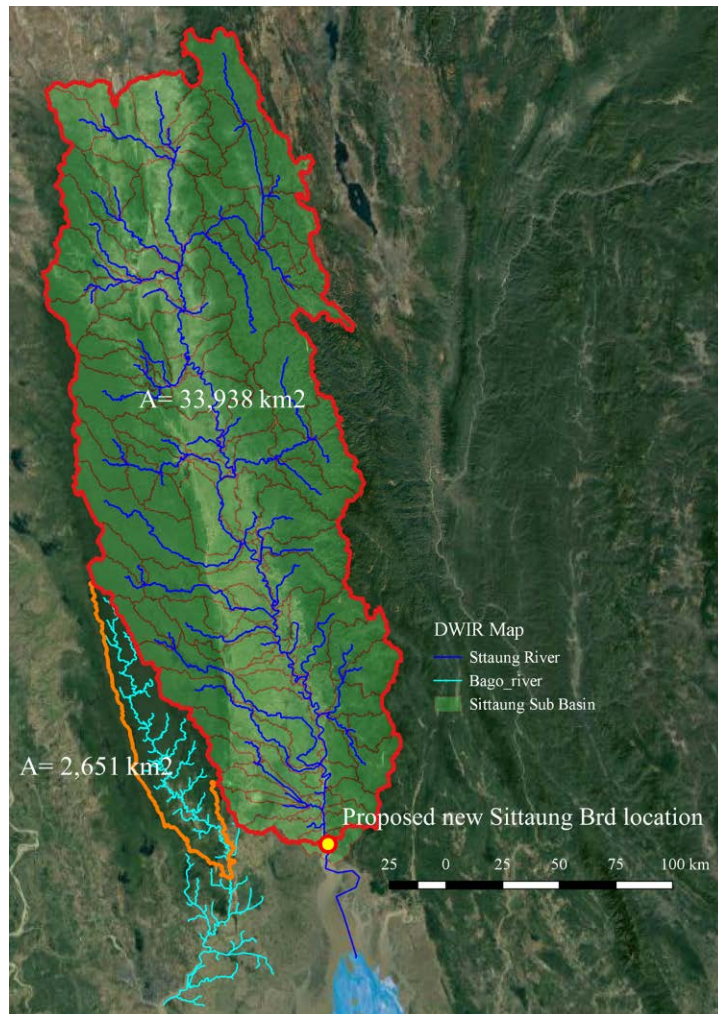 A= 33,938 km2
DWIR Map
Sttaung River
Bago_river
Sittaung Sub Basin
A= 2,651 km2
Proposed new Sittaung Brd location
25 0 25 50 75 100 km